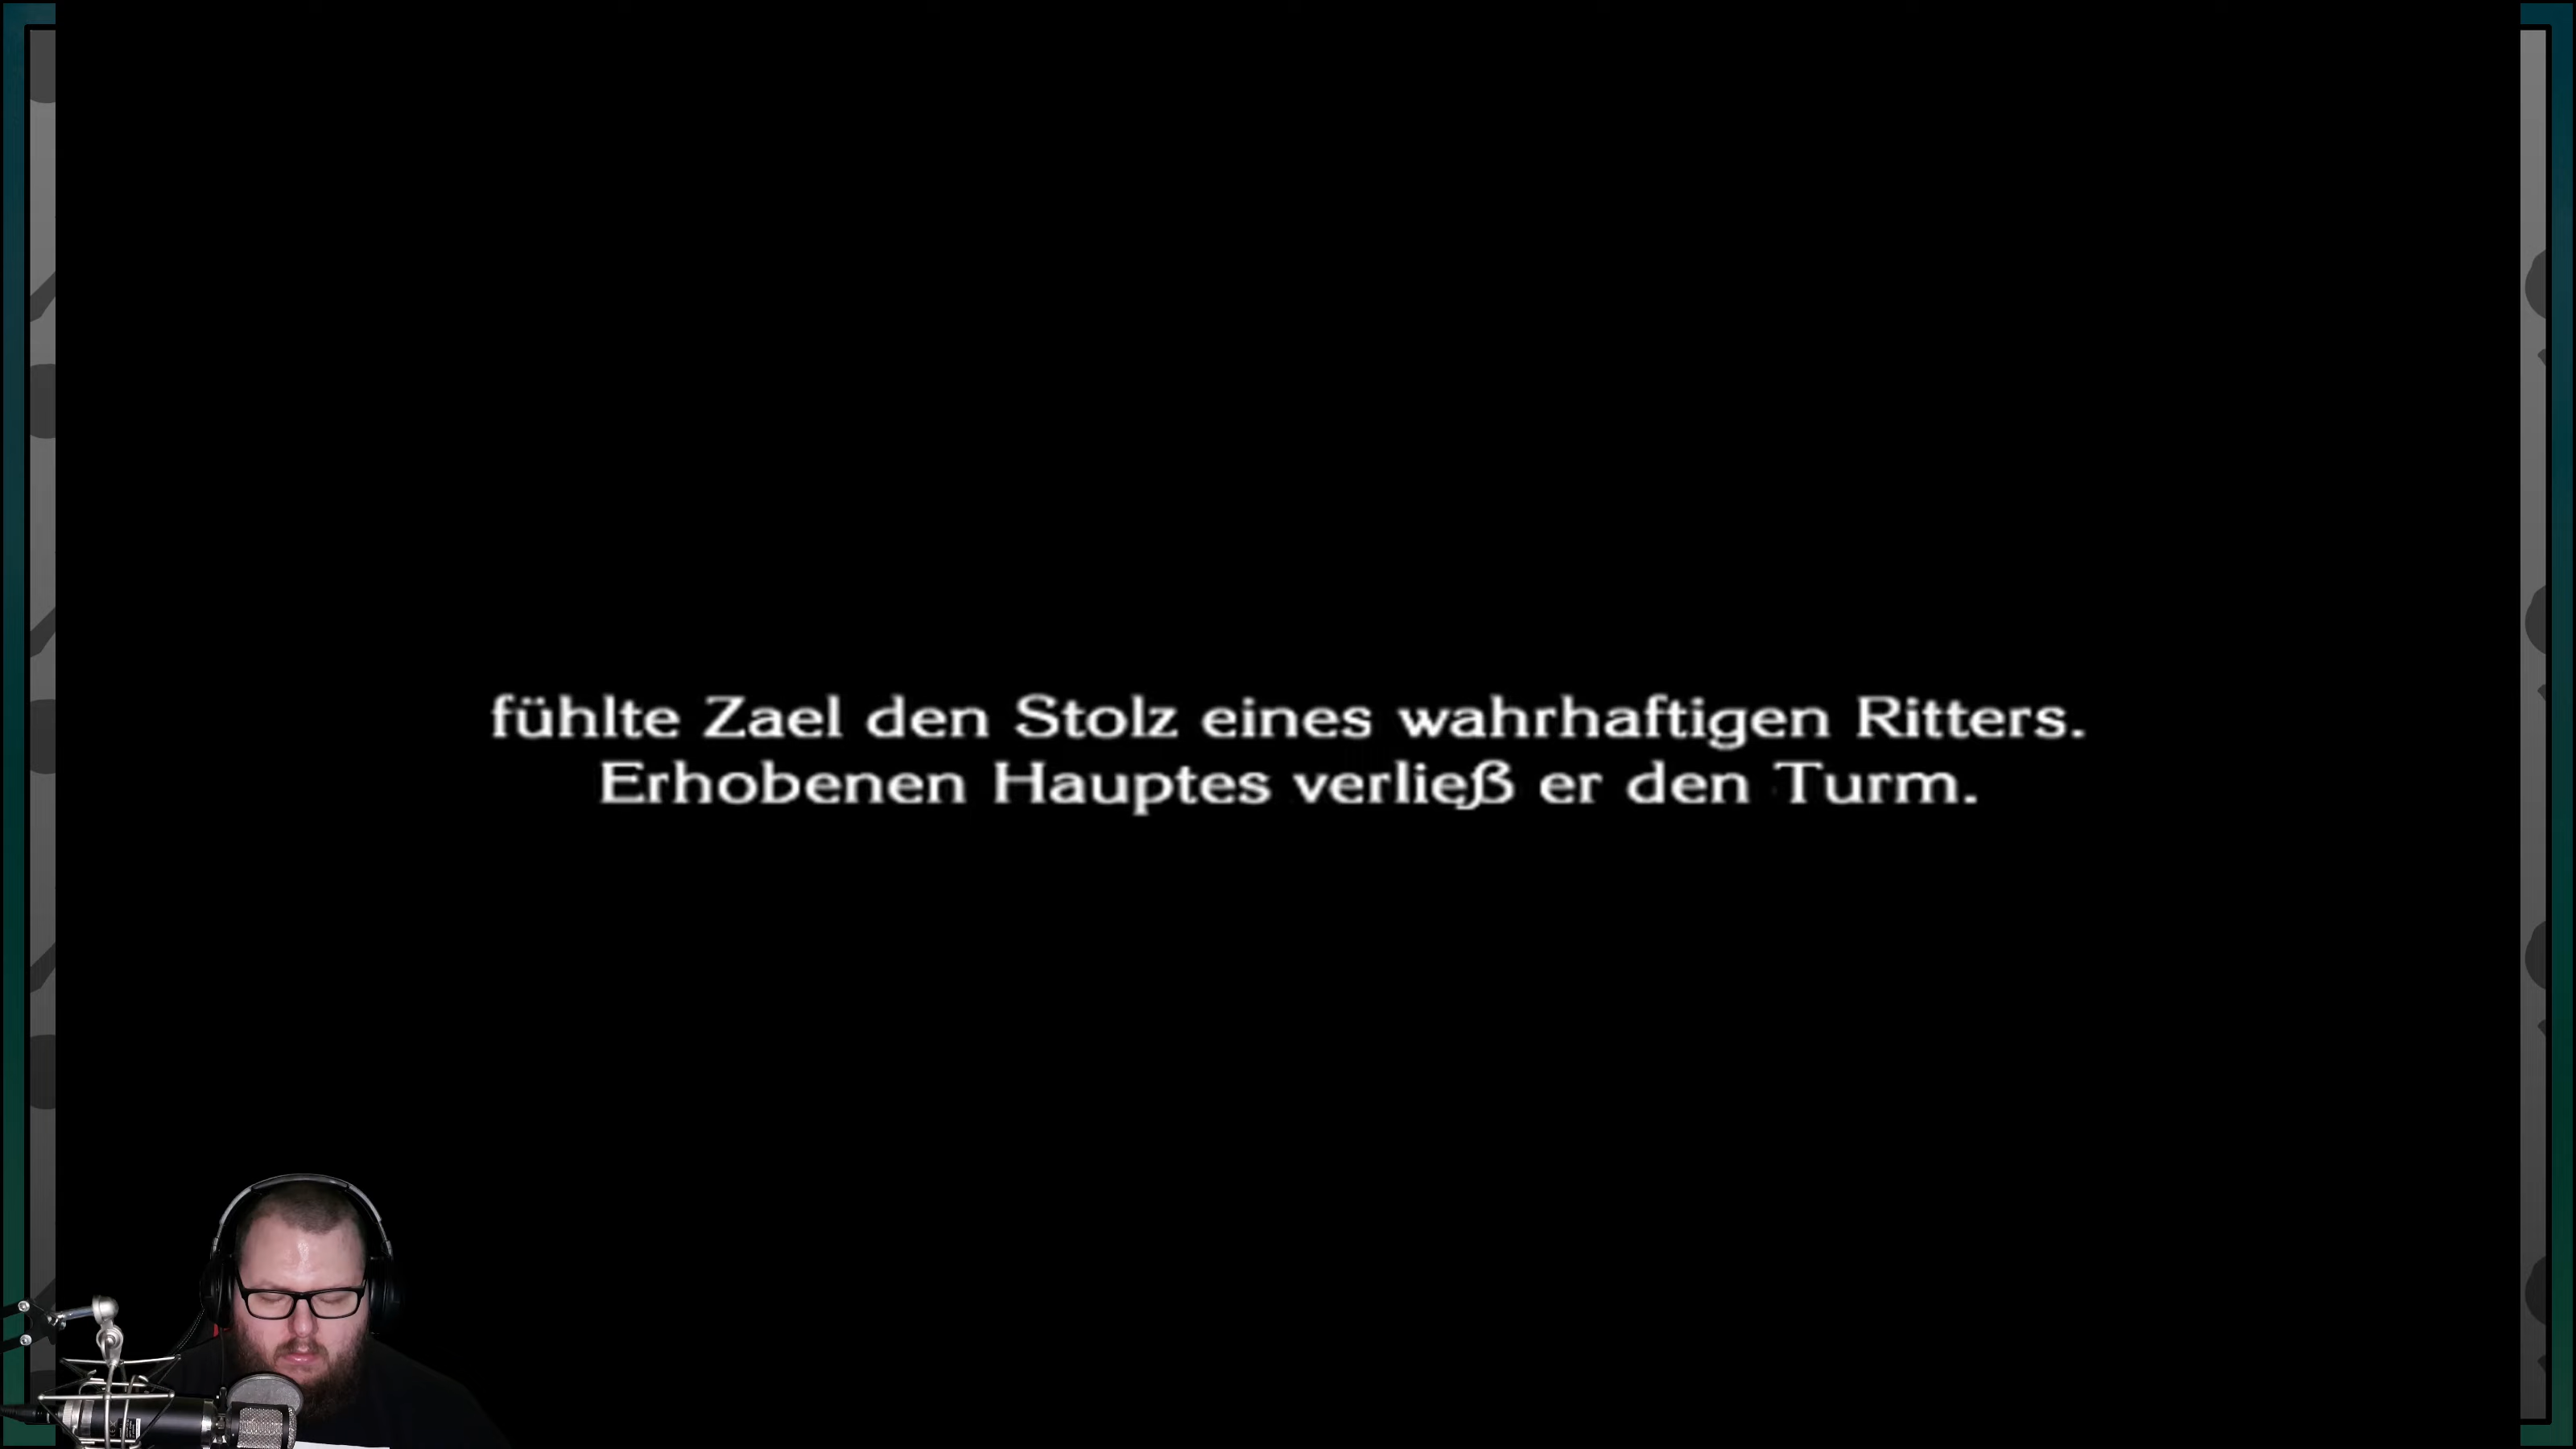 fühlte Zael den Stolz eines wahrhaftigen Ritters.
Erhobenen Hauptes verließ er den Turm.